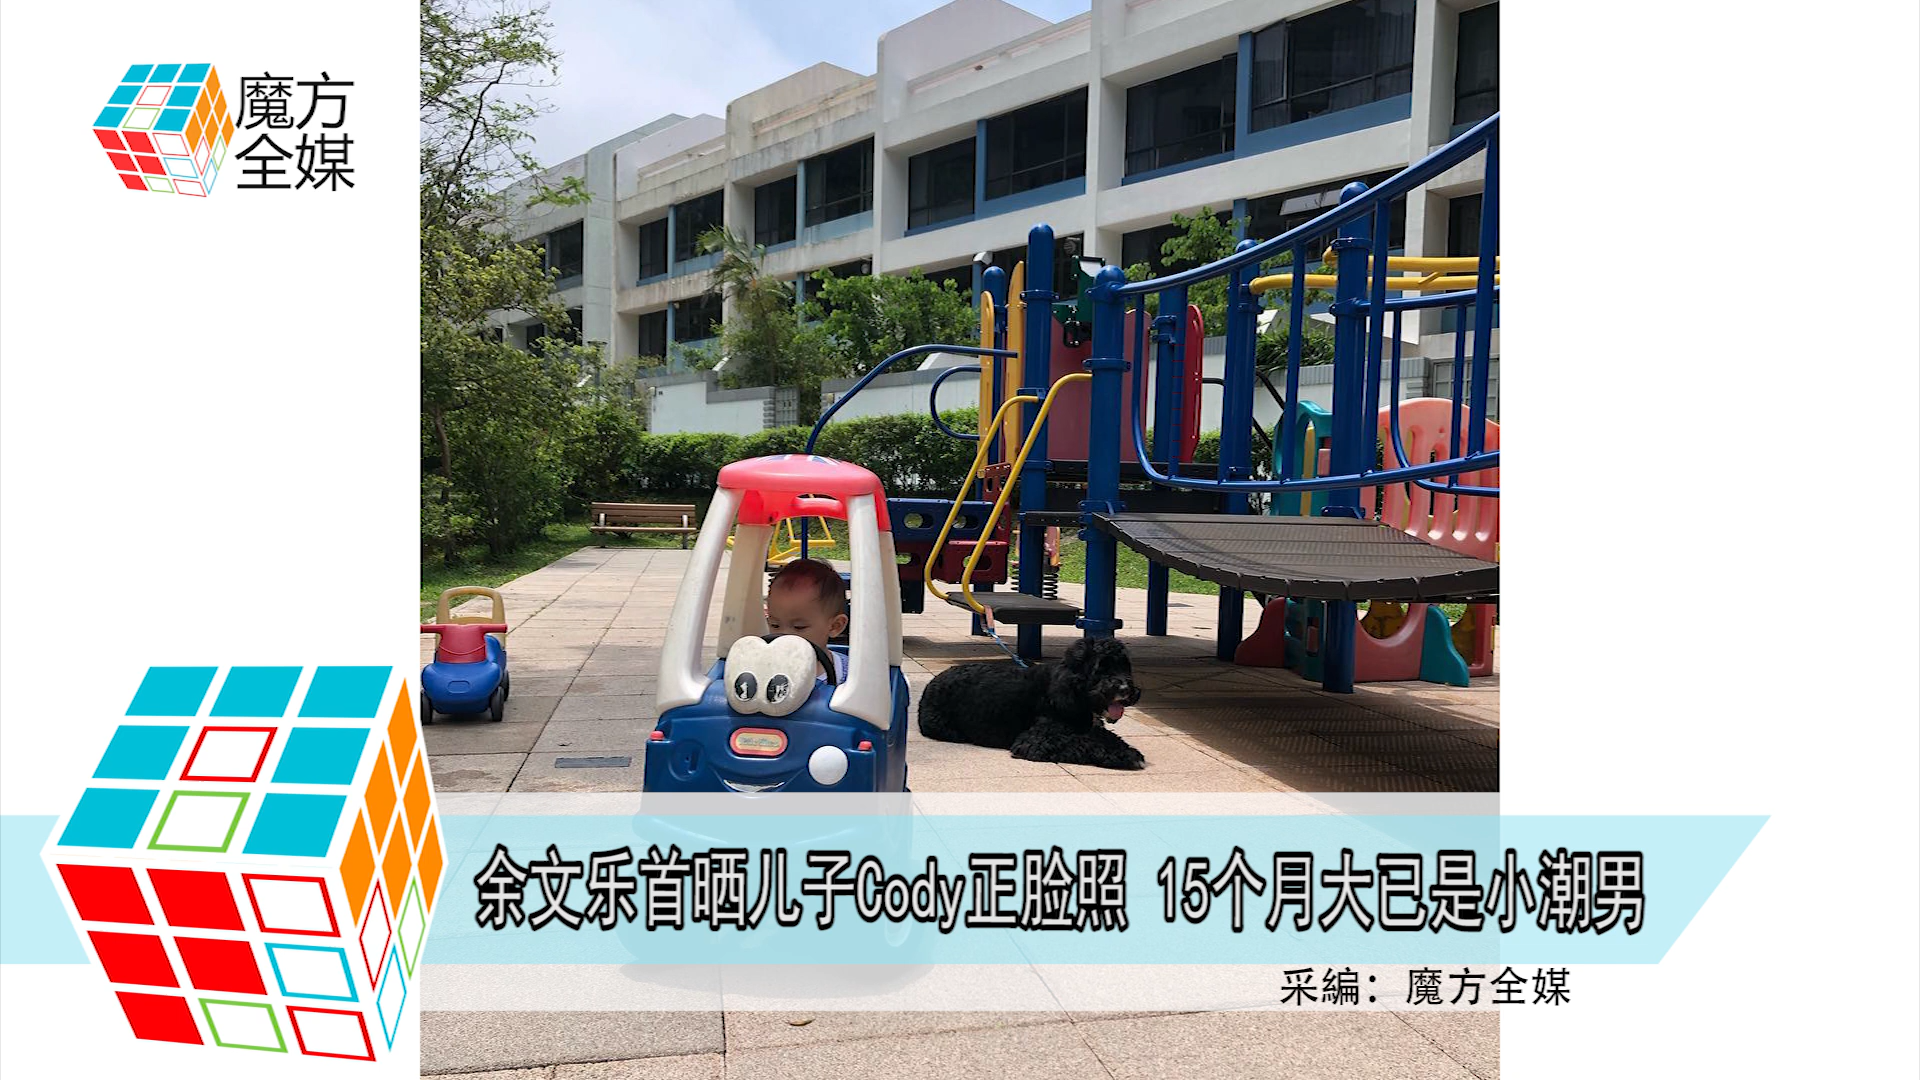 魔方
全媒
余文乐首晒儿子Cody正脸照 15个月大已是小潮男
采编：魔方全媒